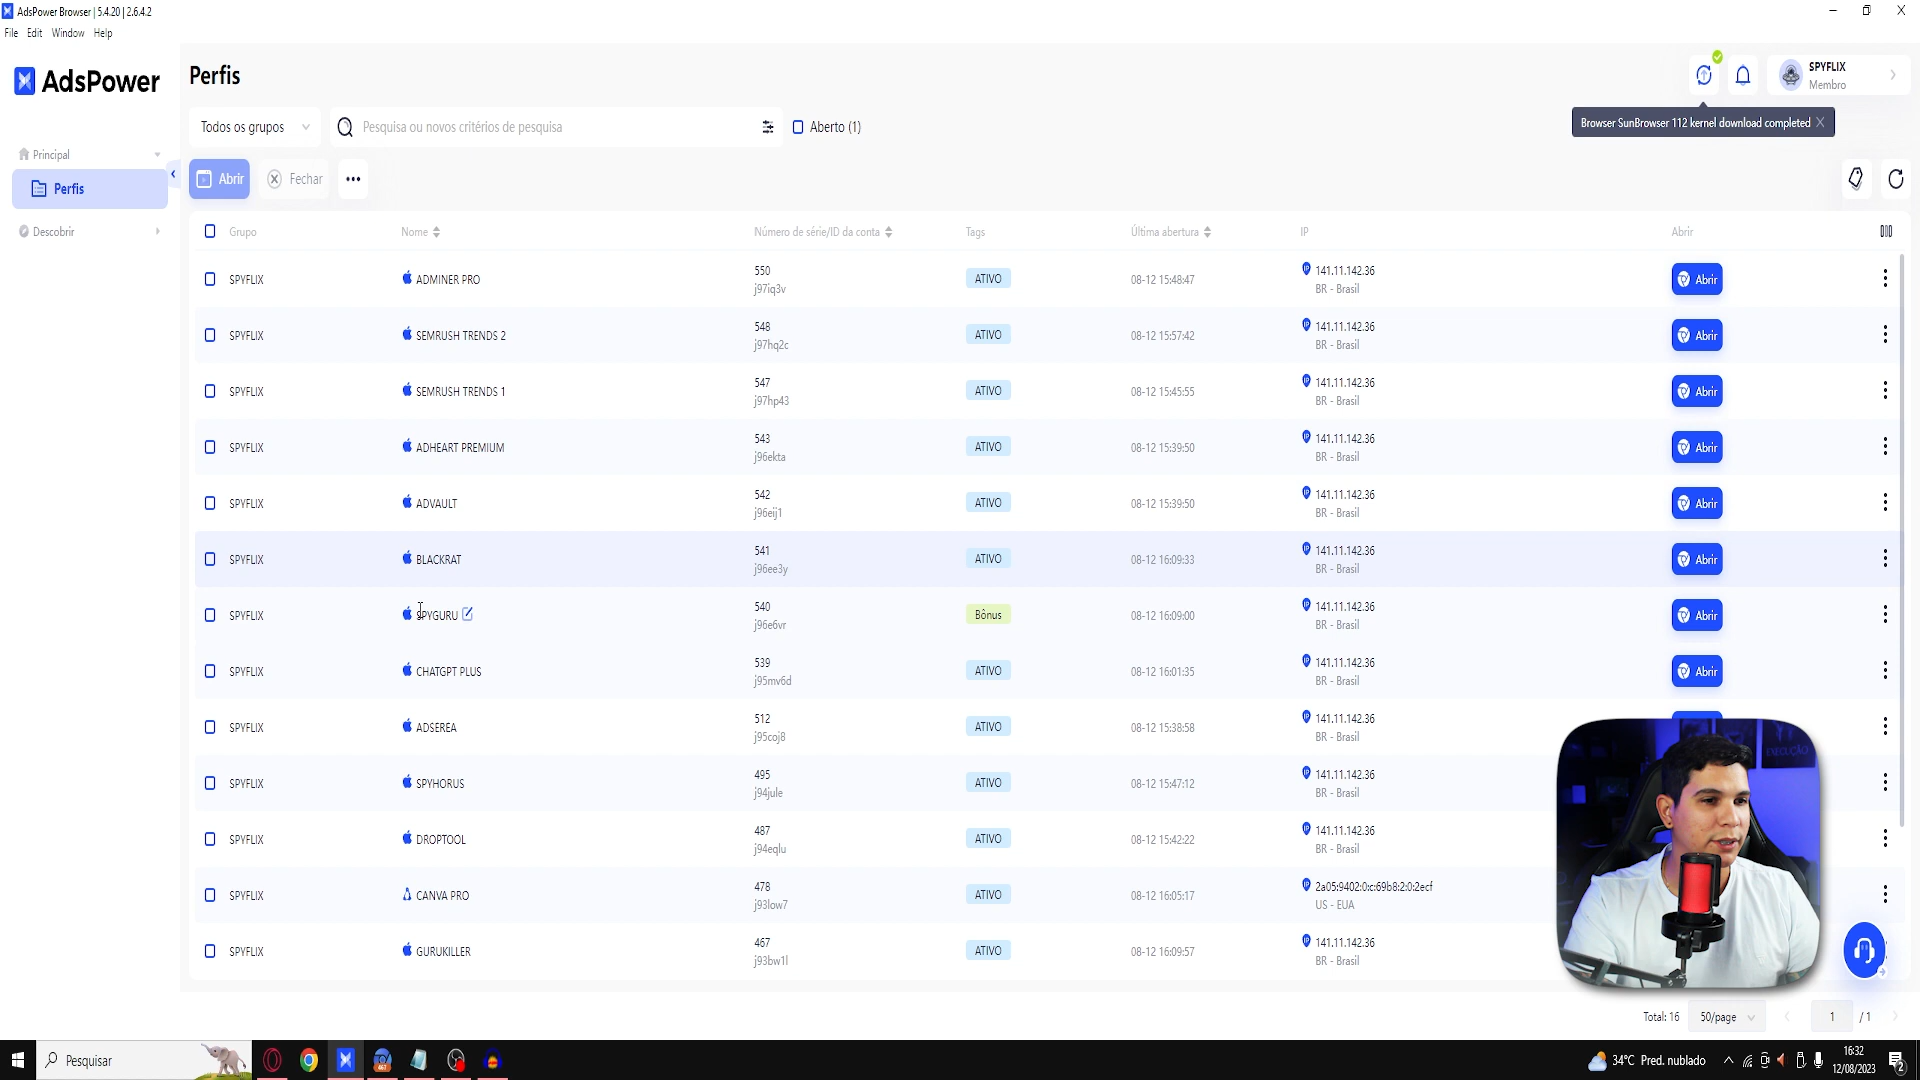 AdsPower Browser | 5.4.20 | 2.6.4.2
File Edit Window Help
AdsPower
Perfis
SPYFLIX
Membro
Todos os grupos
Pesquisa ou novos critérios de pesquisa
Aberto (1)
Browser SunBrowser 112 kernel download completed
Principal
Perfis
Descobrir
Abrir
Fechar
Grupo Nome Número de série/ID da conta Tags Última abertura IP Abrir
SPYFLIX ADMINER PRO 550 ATIVO 08-12 15:48:47 141.11.142.36 Abrir
j97iq3v BR - Brasil
SPYFLIX SEMRUSH TRENDS 2 548 ATIVO 08-12 15:57:42 141.11.142.36 Abrir
j97hq2c BR - Brasil
SPYFLIX SEMRUSH TRENDS 1 547 ATIVO 08-12 15:45:55 141.11.142.36 Abrir
j97hp43 BR - Brasil
SPYFLIX ADHEART PREMIUM 543 ATIVO 08-12 15:39:50 141.11.142.36 Abrir
j96ekta BR - Brasil
SPYFLIX ADVAULT 542 ATIVO 08-12 15:39:50 141.11.142.36 Abrir
j96eij1 BR - Brasil
SPYFLIX BLACKRAT 541 ATIVO 08-12 16:09:33 141.11.142.36 Abrir
j96ee3y BR - Brasil
SPYFLIX SPYGURU 540 Bônus 08-12 16:09:00 141.11.142.36 Abrir
j96e6vr BR - Brasil
SPYFLIX CHATGPT PLUS 539 ATIVO 08-12 16:01:35 141.11.142.36 Abrir
j95mv6d BR - Brasil
SPYFLIX ADSEREA 512 ATIVO 08-12 15:38:58 141.11.142.36
j95coj8 BR - Brasil
SPYFLIX SPYHORUS 495 ATIVO 08-12 15:47:12 141.11.142.36
j94jule BR - Brasil
SPYFLIX DROPTOOL 487 ATIVO 08-12 15:42:22 141.11.142.36
j94eqlu BR - Brasil
SPYFLIX CANVA PRO 478 ATIVO 08-12 16:05:17 2a05:9402:0:c:69b8:2:0:2ecf
j93low7 US - EUA
SPYFLIX GURUKILLER 467 ATIVO 08-12 16:09:57 141.11.142.36
j93bw1l BR - Brasil
EXECUÇÃO
Total: 16 50/page 1 /1
Pesquisar
467
34°C Pred. nublado
16:32
12/08/2023
2